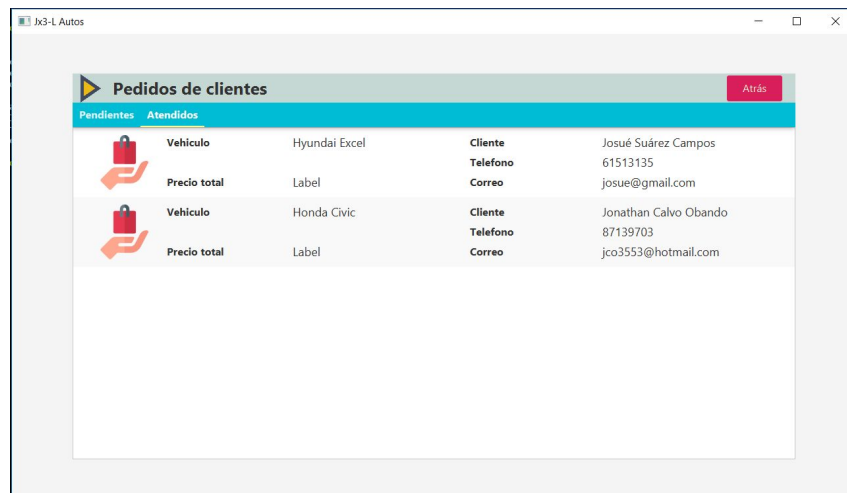 Jx3-L Autos
Pedidos de clientes
Atrás
Pendientes Atendidos
Vehiculo Hyundai Excel Cliente Josué Suárez Campos
Telefono 61513135
Precio total Label Correo josue@gmail.com
Vehiculo Honda Civic Cliente Jonathan Calvo Obando
Telefono 87139703
Precio total Label Correo jco3553@hotmail.com